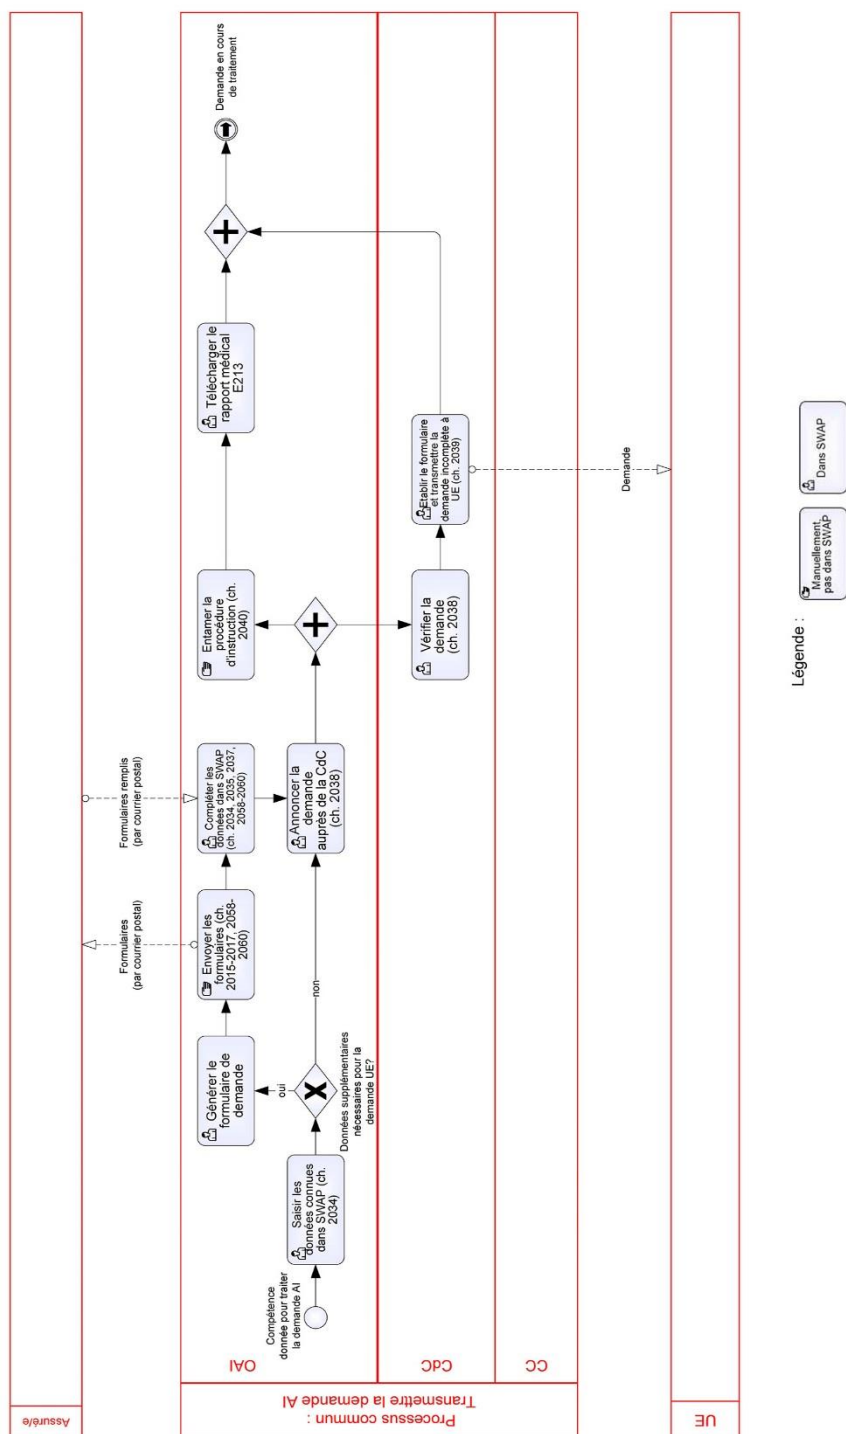 Assuré/e
Processus commun :
Transmettre la demande AI
OAI
CdC
CC
UE
Compétence
donnée pour traiter
la demande AI
Saisir les
données connues
dans SWAP (ch.
2034)
Données supplémentaires
nécessaires pour la
demande UE?
oui
non
Générer le
formulaire de
demande
Envoyer les
formulaires (ch.
2015-2017, 2058-
2060)
Formulaires
(par courrier postal)
Compléter les
données dans SWAP
(ch. 2034, 2035, 2037,
2058-2060)
Formulaires remplis
(par courrier postal)
Annoncer la
demande
auprès de la CdC
(ch. 2038)
Entamer la
procédure
d'instruction (ch.
2040)
Vérifier la
demande
(ch. 2038)
Etablir le formulaire
et transmettre la
demande incomplète à
UE (ch. 2039)
Demande
Télécharger le
rapport médical
E213
Demande en cours
de traitement
Légende :
Manuellement,
pas dans SWAP
Dans SWAP